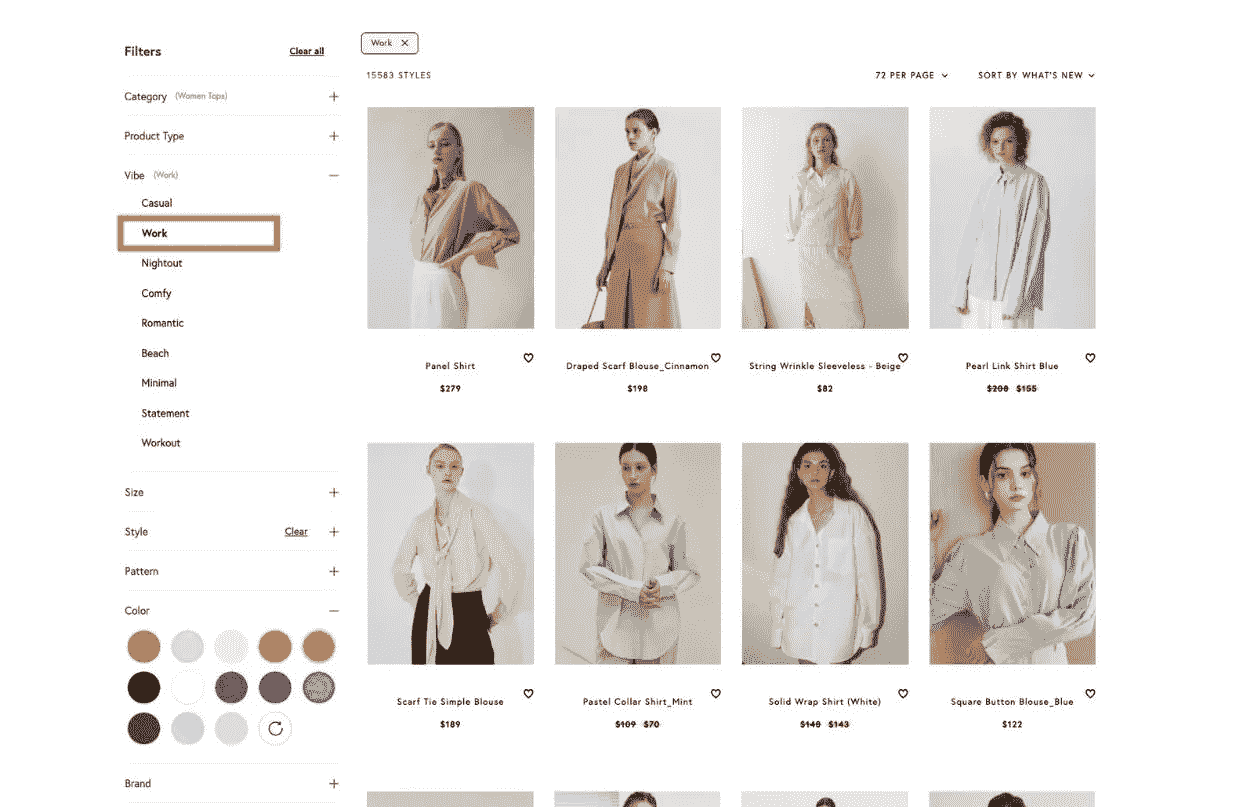 Filters
Clear all
Category (Women Tops)
Product Type
Vibe (Work)
Casual
Work
Nightout
Comfy
Romantic
Beach
Minimal
Statement
Workout
Size
Style
Clear
Pattern
Color
Brand
Work ×
15583 STYLES
72 PER PAGE
SORT BY WHAT'S NEW
Panel Shirt
$279
Draped Scarf Blouse_Cinnamon
$198
String Wrinkle Sleeveless - Beige
$82
Pearl Link Shirt Blue
$208 $155
Scarf Tie Simple Blouse
$189
Pastel Collar Shirt_Mint
$109 $70
Solid Wrap Shirt (White)
$148 $143
Square Button Blouse_Blue
$122